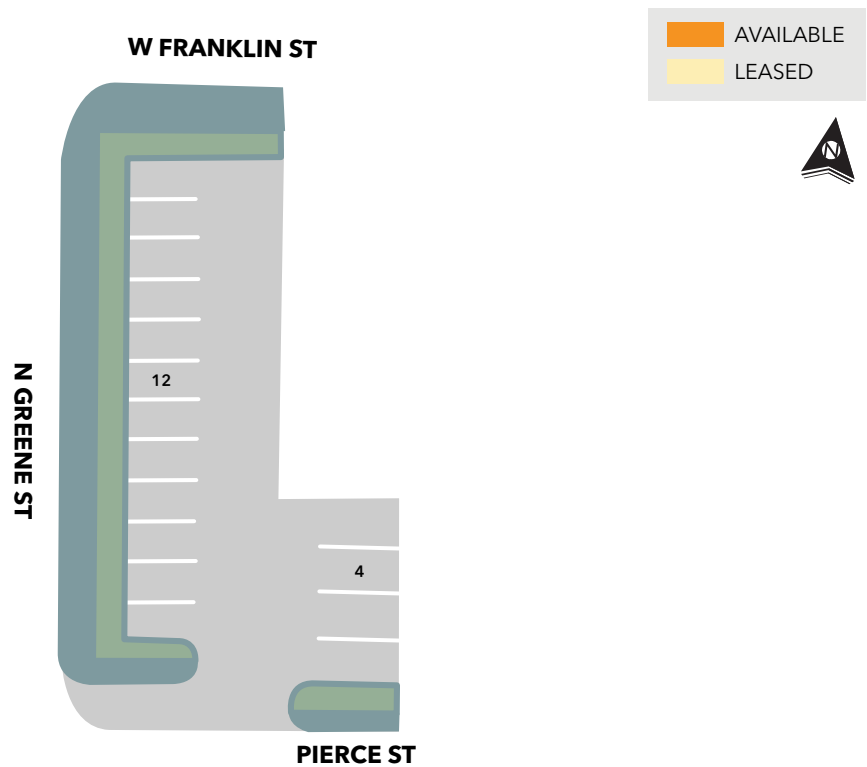 W FRANKLIN ST
AVAILABLE
LEASED
N
N GREENE ST
12
4
PIERCE ST